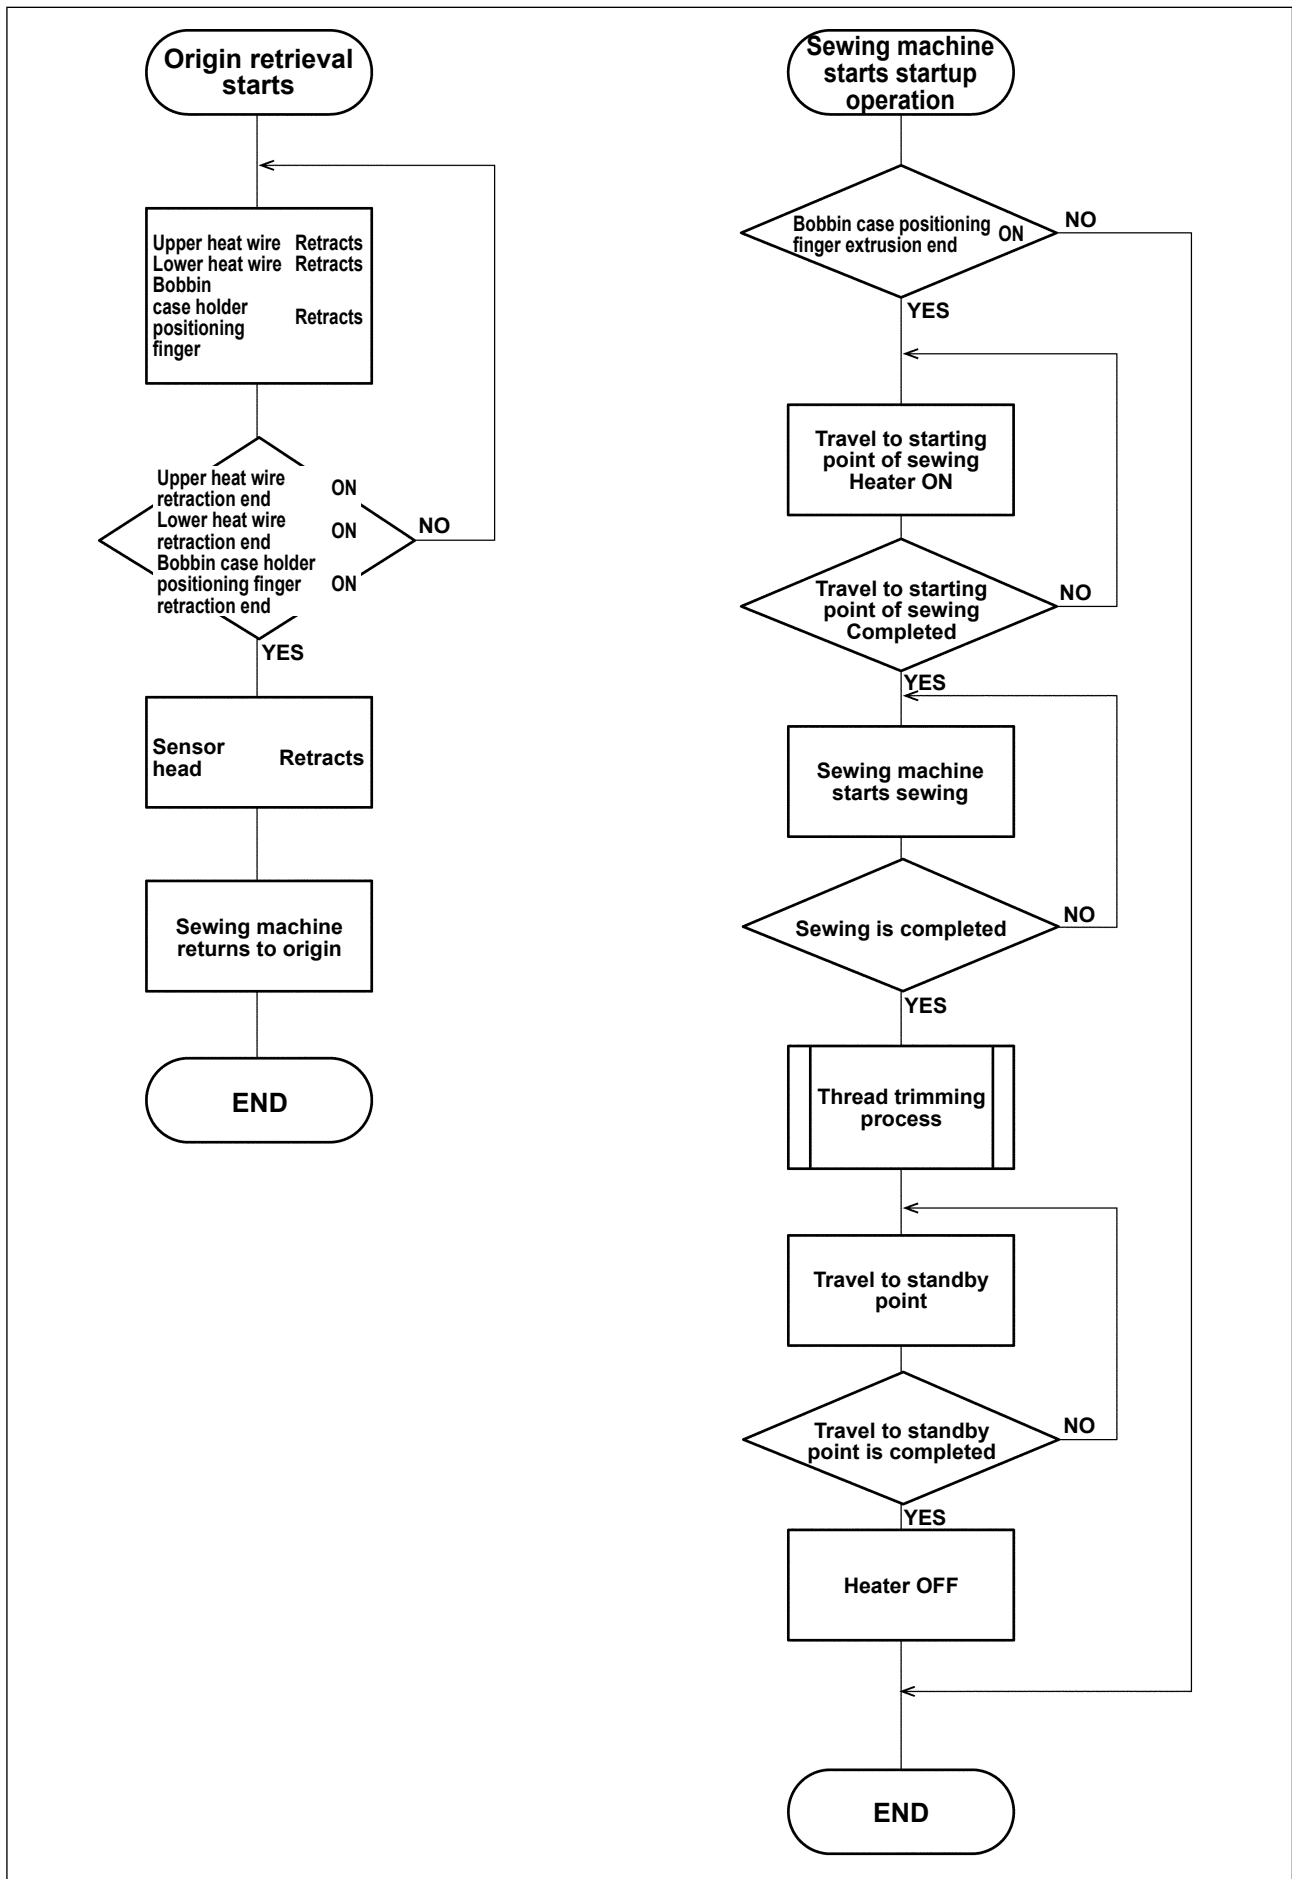 Origin retrieval
starts
Upper heat wire Retracts
Lower heat wire Retracts
Bobbin
case holder
positioning
finger
Retracts
Upper heat wire
retraction end
ON
Lower heat wire
retraction end
ON
Bobbin case holder
positioning finger
retraction end
ON
NO
YES
Sensor
head
Retracts
Sewing machine
returns to origin
END
Sewing machine
starts startup
operation
Bobbin case positioning
finger extrusion end
ON
NO
YES
Travel to starting
point of sewing
Heater ON
Travel to starting
point of sewing
Completed
NO
YES
Sewing machine
starts sewing
Sewing is completed
NO
YES
Thread trimming
process
Travel to standby
point
Travel to standby
point is completed
NO
YES
Heater OFF
END